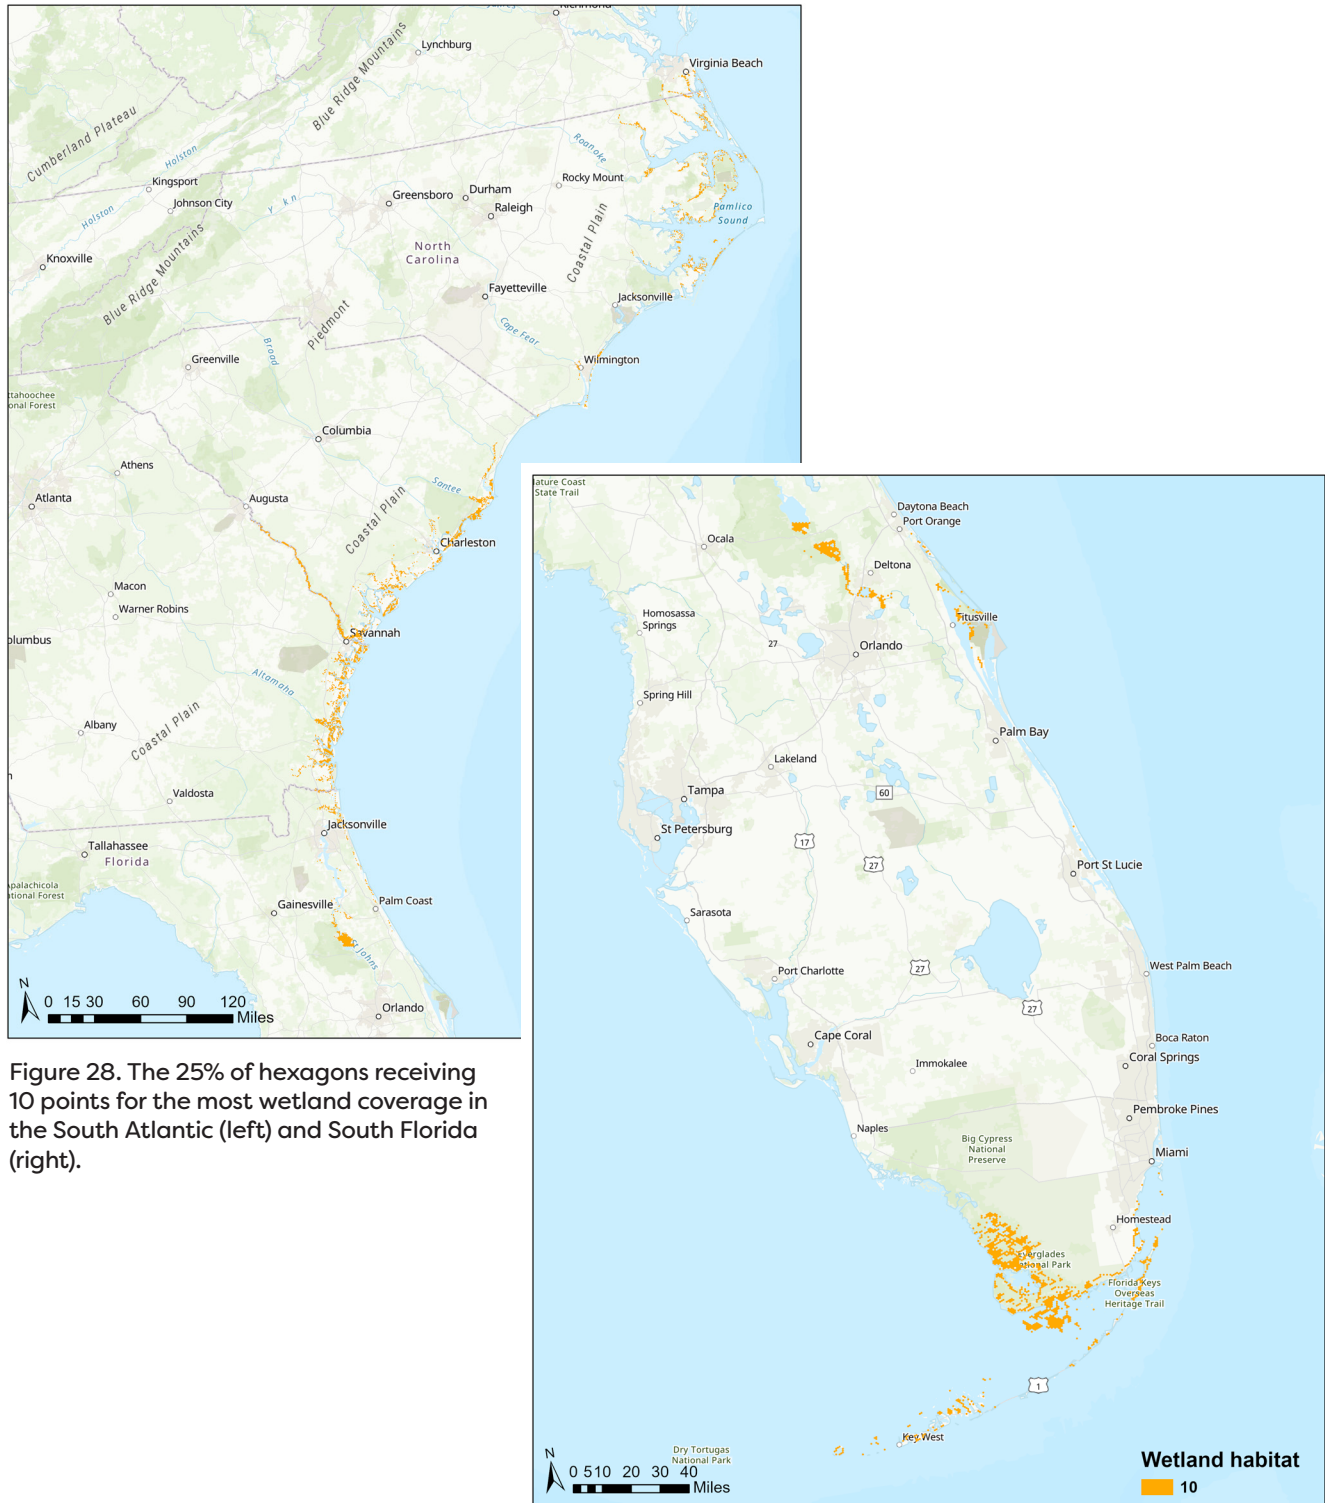 Richmond
Lynchburg
Virginia Beach
Blue Ridge Mountains
Cumberland Plateau
Holston
Roanoke
Kingsport
Johnson City
Holston
Greensboro
Durham
Raleigh
Rocky Mount
Pamlico
Sound
North
Carolina
Coastal Plain
Knoxville
Blue Ridge Mountains
Fayetteville
Jacksonville
Piedmont
Cape Fear
Broad
Greenville
Wilmington
ttahoochee
onal Forest
Columbia
Athens
Santee
Atlanta
Augusta
Coastal Plain
Charleston
Macon
Warner Robins
olumbus
Savannah
Altamaha
Albany
Coastal Plain
Valdosta
Jacksonville
Tallahassee
Florida
Apalachicola
ational Forest
Gainesville
Palm Coast
St Johns
Orlando
N
0 15 30 60 90 120
Miles
Figure 28. The 25% of hexagons receiving
10 points for the most wetland coverage in
the South Atlantic (left) and South Florida
(right).
ature Coast
State Trail
Daytona Beach
Port Orange
Ocala
Deltona
Homosassa
Springs
Titusville
27
Orlando
Spring Hill
Palm Bay
Lakeland
Tampa
60
St Petersburg
17
27
Port St Lucie
Sarasota
Port Charlotte
27
West Palm Beach
27
Cape Coral
Boca Raton
Coral Springs
Immokalee
Pembroke Pines
Naples
Big Cypress
National
Preserve
Miami
Homestead
Everglades
National Park
Florida Keys
Overseas
Heritage Trail
1
Key West
Dry Tortugas
National Park
N
0 5 10 20 30 40
Miles
Wetland habitat
10